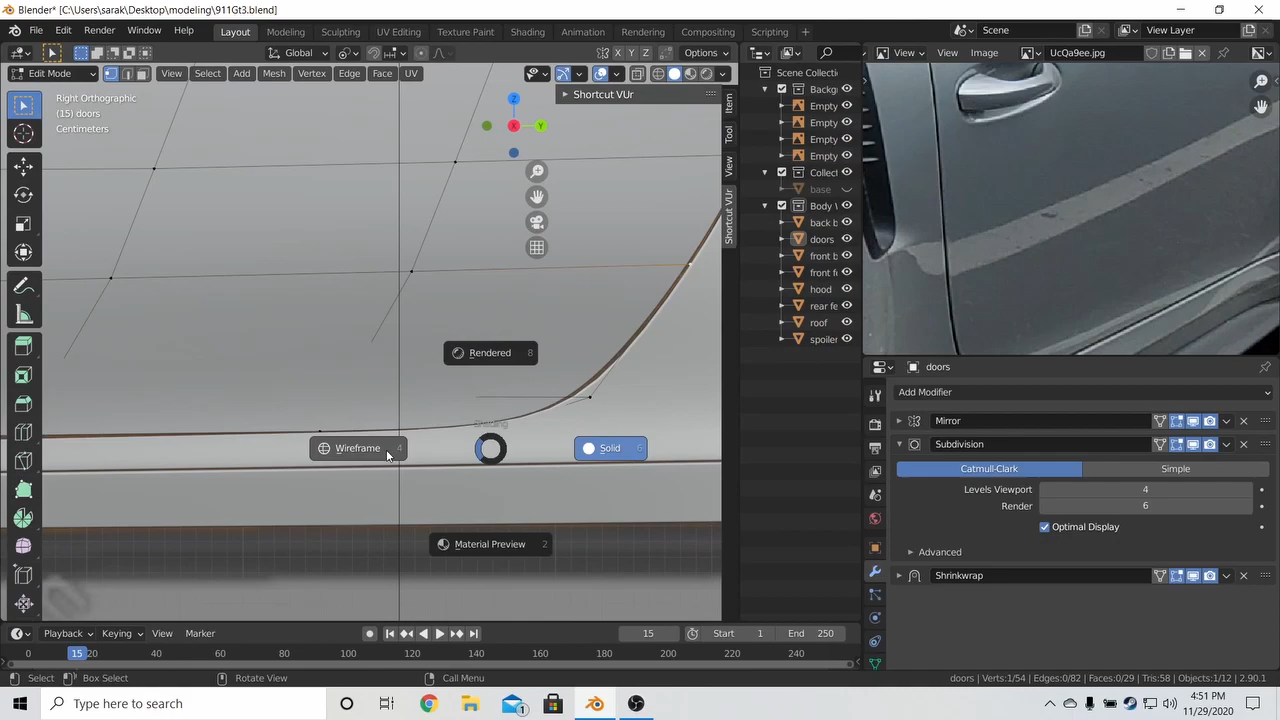 Blender* [C:\Users\sarak\Desktop\modeling\911Gt3.blend]
File Edit Render Window Help Layout Modeling Sculpting UV Editing Texture Paint Shading Animation Rendering Compositing Scripting + Scene View Layer
Global X Y Z Options View View Image UcQa9ee.jpg
Edit Mode View Select Add Mesh Vertex Edge Face UV
Right Orthographic
(15) doors
Centimeters
Shortcut VUr
Z
X
Y
Item
Tool
View
Shortcut VUr
Scene Collecti
Backg
Empty
Empty
Empty
Empty
Collect
base
Body V
back b
doors
front b
front fe
hood
rear fe
roof
spoiler
Rendered 8
Wireframe 4
Solid 6
Material Preview 2
doors
Add Modifier
Mirror
Subdivision
Catmull-Clark Simple
Levels Viewport 4
Render 6
Optimal Display
Advanced
Shrinkwrap
Playback Keying View Marker 15 Start 1 End 250
0 15 20 40 60 80 100 120 140 160 180 200 220 240
Select Box Select Rotate View Call Menu doors | Verts:1/54 | Edges:0/82 | Faces:0/29 | Tris:58 | Objects:1/12 | 2.90.1
Type here to search
1
4:51 PM
11/29/2020